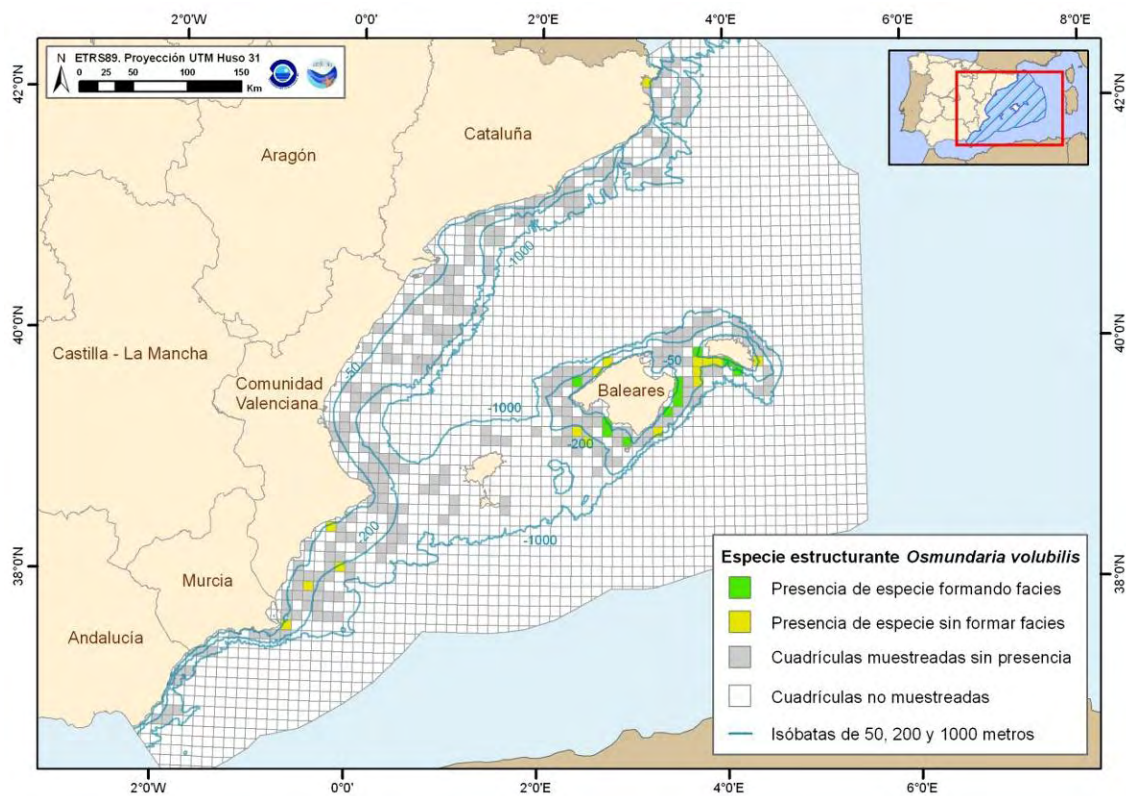 2°0'W
0°0'
2°0'E
4°0'E
6°0'E
8°0'E
N
ETRS89. Proyección UTM Huso 31
0 25 50 100 150
Km
42°0'N
42°0'N
Cataluña
Aragón
-1000
40°0'N
40°0'N
Castilla - La Mancha
-50
-50
Comunidad
Valenciana
Baleares
-1000
-200
-200
-1000
38°0'N
38°0'N
Murcia
Andalucía
Especie estructurante Osmundaria volubilis
Presencia de especie formando facies
Presencia de especie sin formar facies
Cuadrículas muestreadas sin presencia
Cuadrículas no muestreadas
Isóbatas de 50, 200 y 1000 metros
2°0'W
0°0'
2°0'E
4°0'E
6°0'E